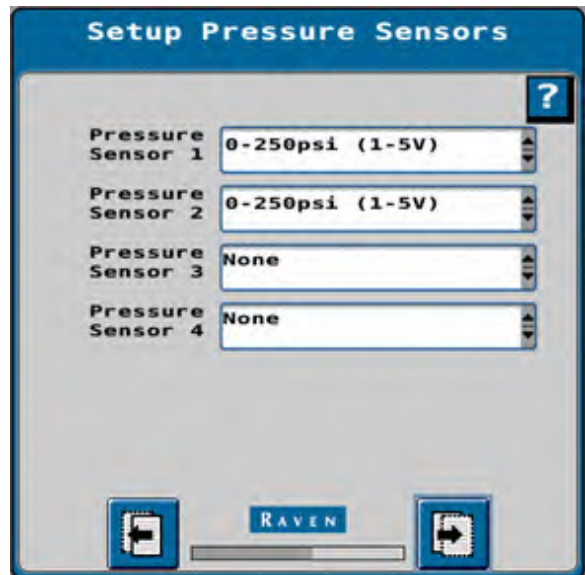 Setup Pressure Sensors
?
Pressure
Sensor 1
0-250psi (1-5V)
Pressure
Sensor 2
0-250psi (1-5V)
Pressure
Sensor 3
None
Pressure
Sensor 4
None
RAVEN